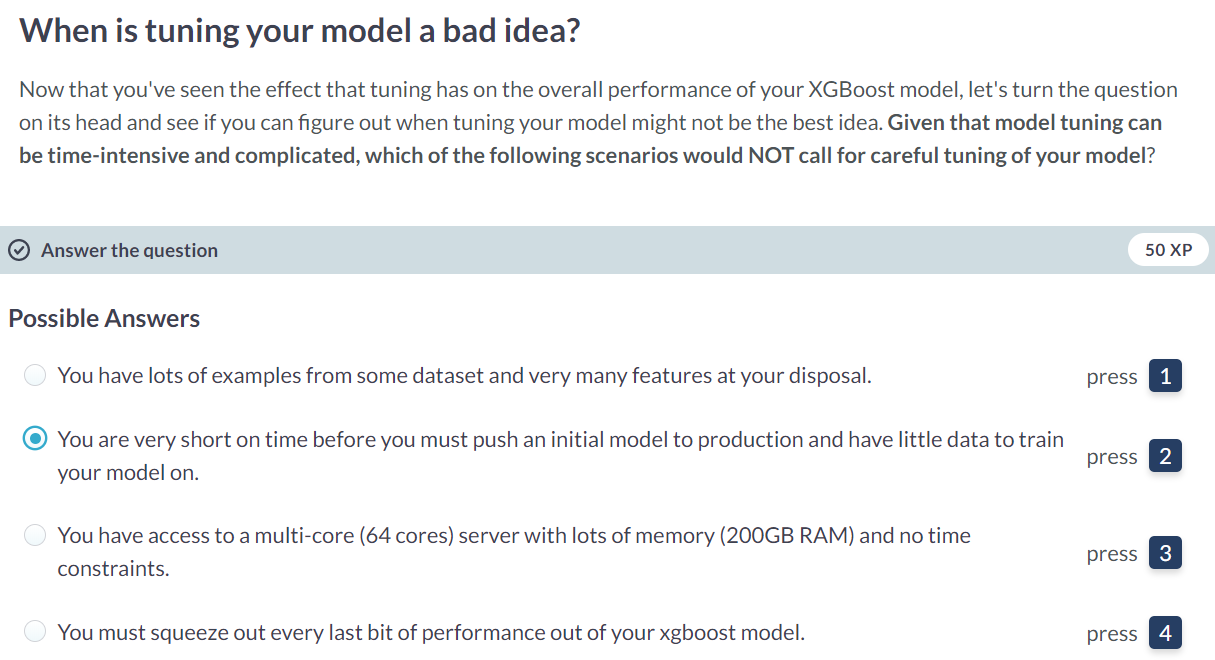 When is tuning your model a bad idea?
Now that you've seen the effect that tuning has on the overall performance of your XGBoost model, let's turn the question
on its head and see if you can figure out when tuning your model might not be the best idea. Given that model tuning can
be time-intensive and complicated, which of the following scenarios would NOT call for careful tuning of your model?
Answer the question
50 XP
Possible Answers
You have lots of examples from some dataset and very many features at your disposal.
press 1
You are very short on time before you must push an initial model to production and have little data to train
your model on.
press 2
You have access to a multi-core (64 cores) server with lots of memory (200GB RAM) and no time
constraints.
press 3
You must squeeze out every last bit of performance out of your xgboost model.
press 4